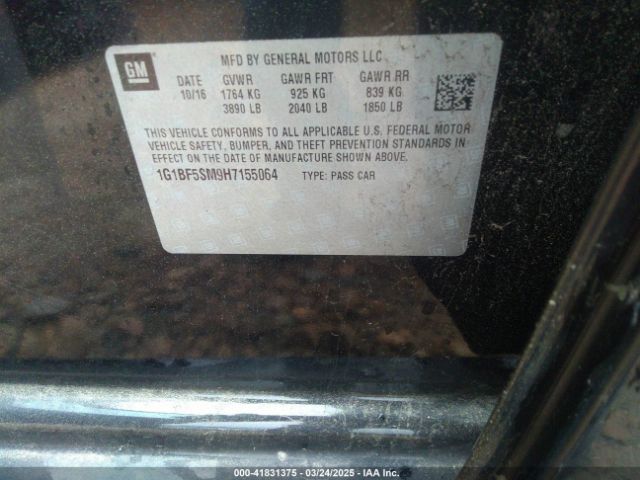 GM
MFD BY GENERAL MOTORS LLC
DATE GVWR GAWR FRT GAWR RR
10/16 1764 KG 925 KG 839 KG
3890 LB 2040 LB 1850 LB
THIS VEHICLE CONFORMS TO ALL APPLICABLE U.S. FEDERAL MOTOR
VEHICLE SAFETY, BUMPER, AND THEFT PREVENTION STANDARDS IN
EFFECT ON THE DATE OF MANUFACTURE SHOWN ABOVE.
1G1BF5SM9H7155064 TYPE: PASS CAR
000-41831375 - 03/24/2025 - IAA Inc.